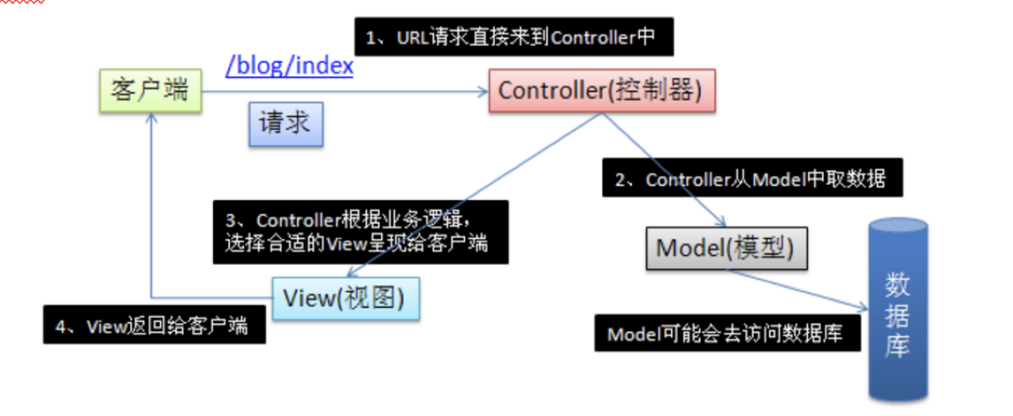 1、URL请求直接来到Controller中
/blog/index
客户端
Controller(控制器)
请求
2、Controller从Model中取数据
3、Controller根据业务逻辑，
选择合适的View呈现给客户端
Model(模型)
View(视图)
数
据
库
4、View返回给客户端
Model可能会去访问数据库